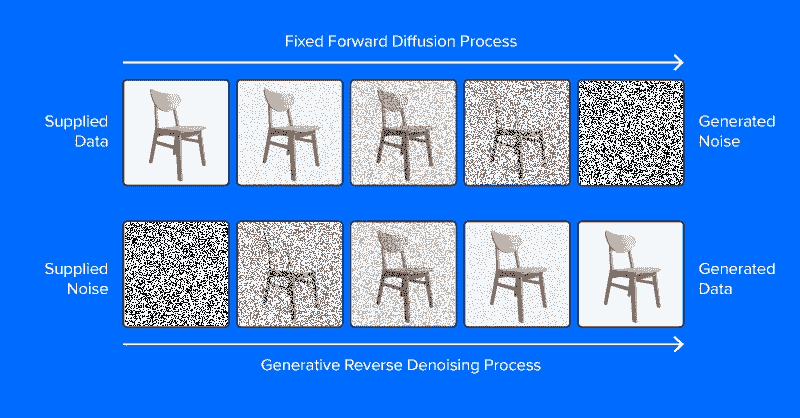 Fixed Forward Diffusion Process
Supplied
Data
Generated
Noise
Supplied
Noise
Generated
Data
Generative Reverse Denoising Process